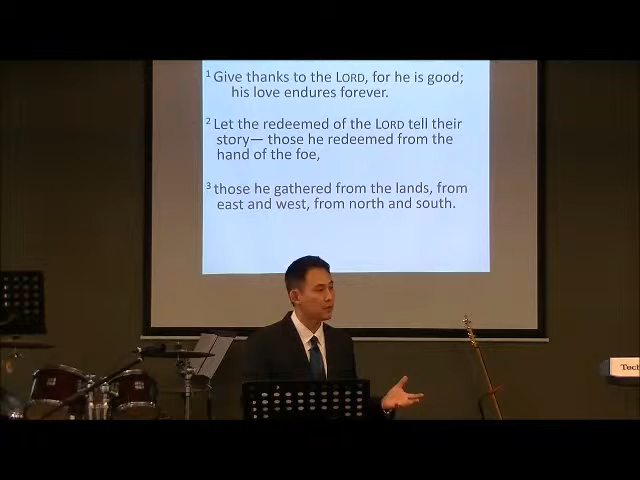 1 Give thanks to the LORD, for he is good;
his love endures forever.
2 Let the redeemed of the LORD tell their
story— those he redeemed from the
hand of the foe,
3 those he gathered from the lands, from
east and west, from north and south.
Tech